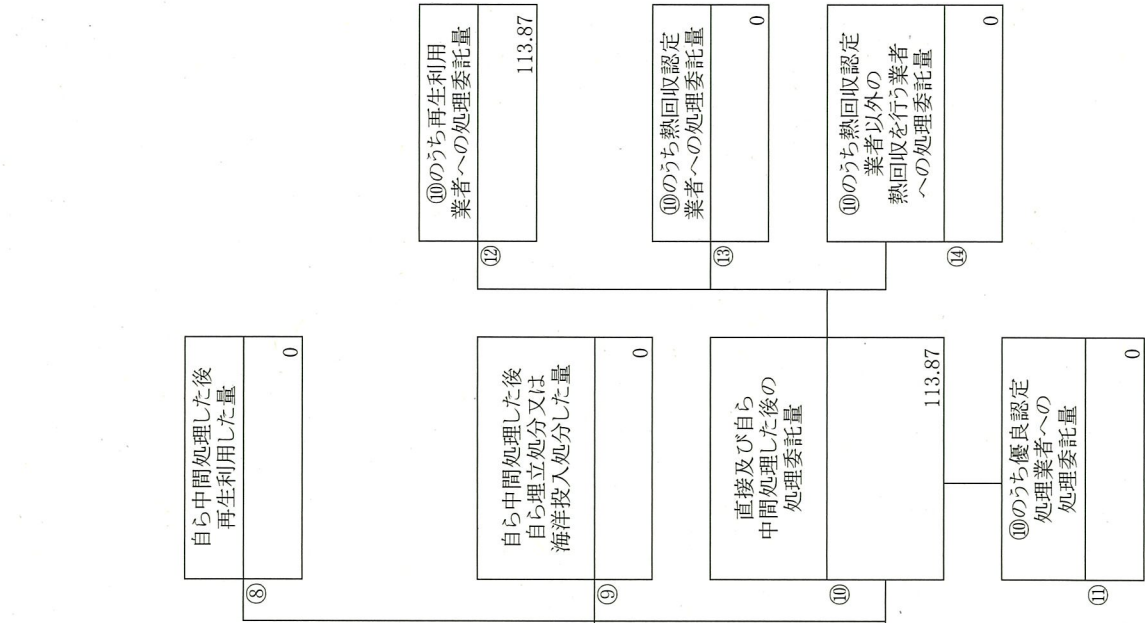 ⑧
自ら中間処理した後
再生利用した量
0
⑨
自ら中間処理した後
自ら埋立処分又は
海洋投入処分した量
0
⑩
直接及び自ら
中間処理した後の
処理委託量
113.87
⑪
⑩のうち優良認定
処理業者への
処理委託量
0
⑫
⑩のうち再生利用
業者への処理委託量
113.87
⑬
⑩のうち熱回収認定
業者への処理委託量
0
⑭
⑩のうち熱回収認定
業者以外の
熱回収を行う業者
への処理委託量
0